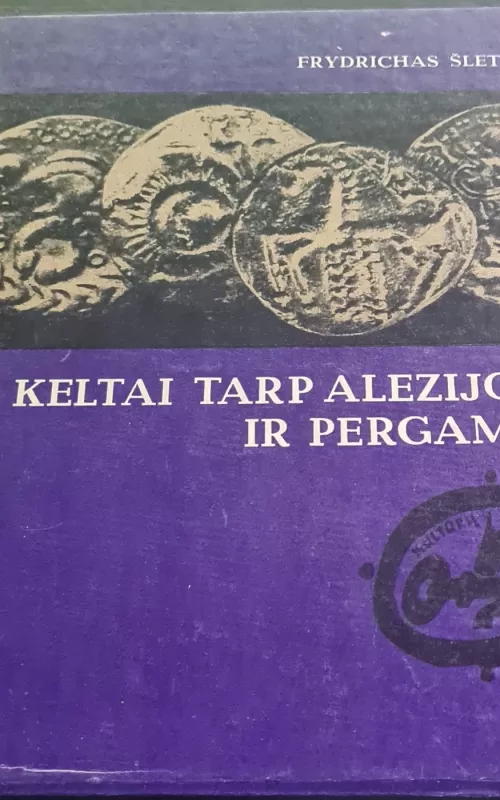 FRYDRICHAS ŠLET
KELTAI TARP ALEZIJO
IR PERGAM